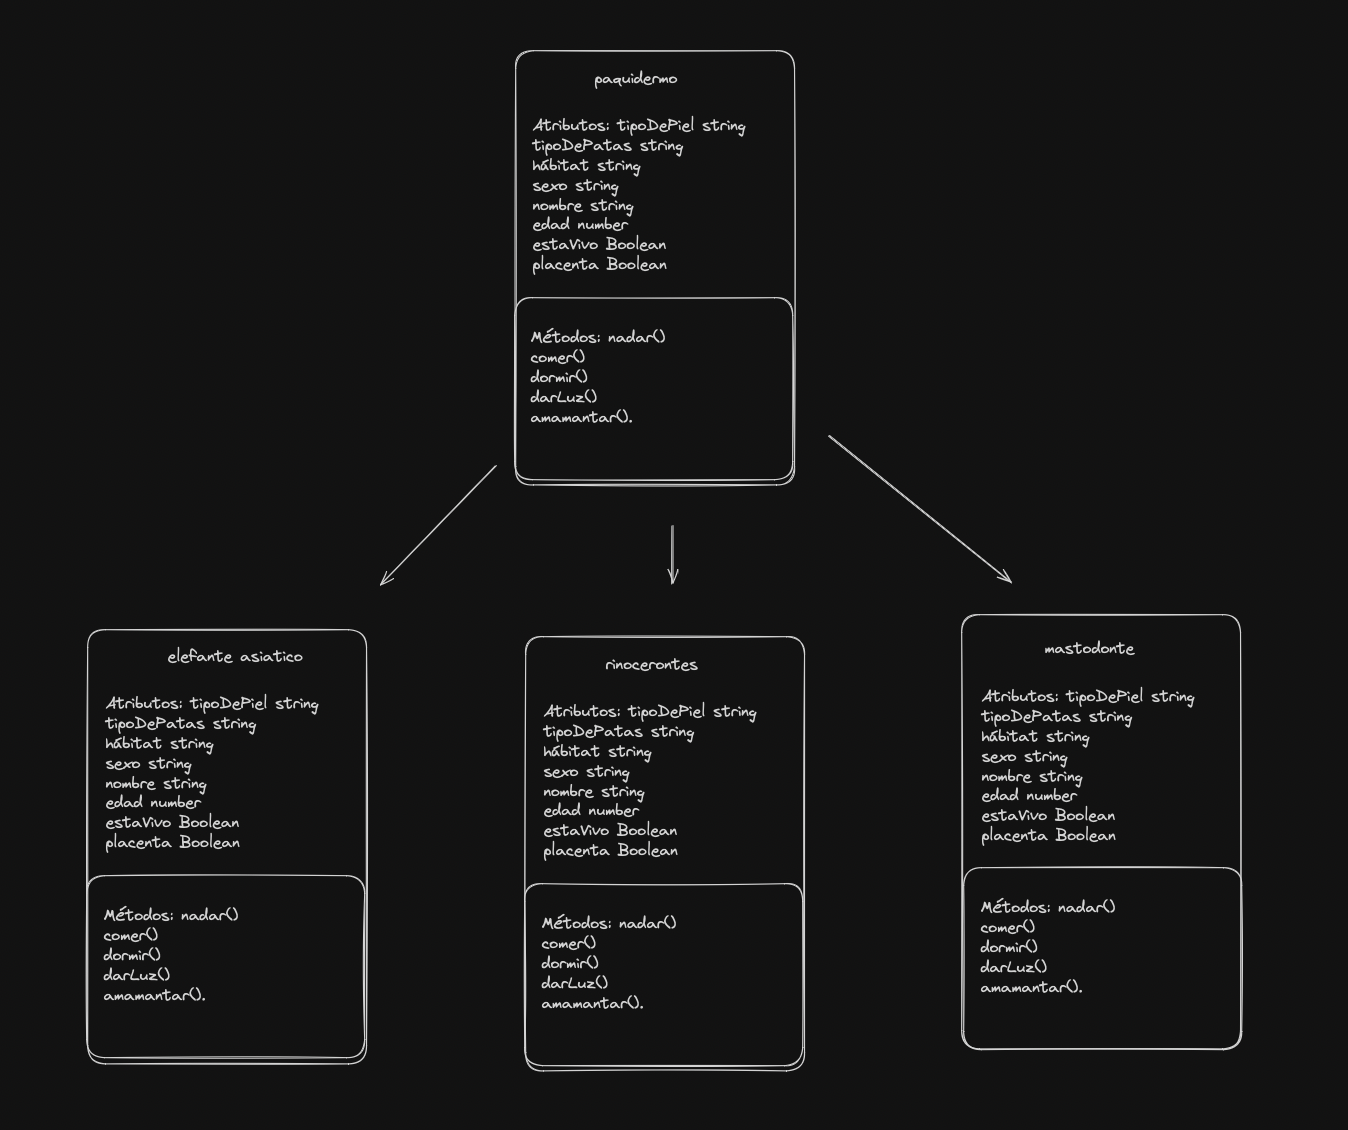 paquidermo
Atributos: tipoDePiel string
tipoDePatas string
hábitat string
sexo string
nombre string
edad number
estaVivo Boolean
placenta Boolean
Métodos: nadar()
comer()
dormir()
darLuz()
amamantar().
elefante asiatico
Atributos: tipoDePiel string
tipoDePatas string
hábitat string
sexo string
nombre string
edad number
estaVivo Boolean
placenta Boolean
Métodos: nadar()
comer()
dormir()
darLuz()
amamantar().
rinocerontes
Atributos: tipoDePiel string
tipoDePatas string
hábitat string
sexo string
nombre string
edad number
estaVivo Boolean
placenta Boolean
Métodos: nadar()
comer()
dormir()
darLuz()
amamantar().
mastodonte
Atributos: tipoDePiel string
tipoDePatas string
hábitat string
sexo string
nombre string
edad number
estaVivo Boolean
placenta Boolean
Métodos: nadar()
comer()
dormir()
darLuz()
amamantar().